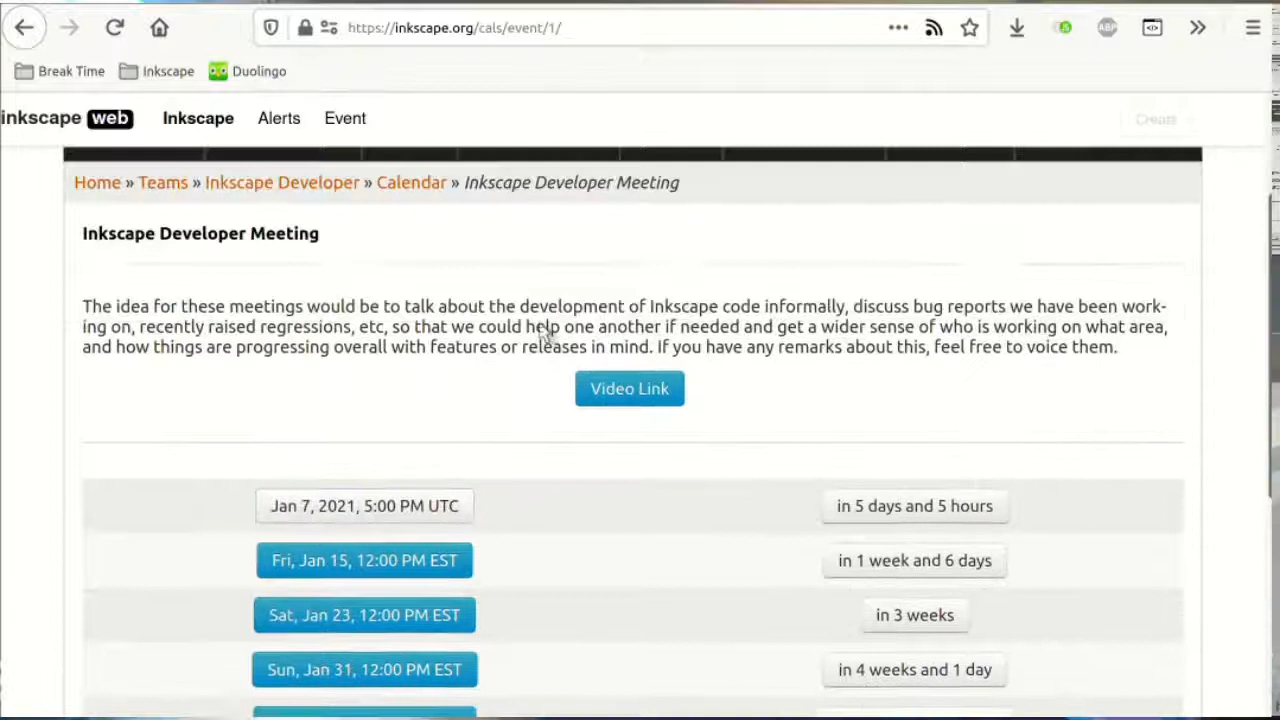 https://inkscape.org/cals/event/1/
JS
ABP
Break Time
Inkscape
Duolingo
inkscape web
Inkscape
Alerts
Event
Create
Home » Teams » Inkscape Developer » Calendar » Inkscape Developer Meeting
Inkscape Developer Meeting
The idea for these meetings would be to talk about the development of Inkscape code informally, discuss bug reports we have been work-
ing on, recently raised regressions, etc, so that we could help one another if needed and get a wider sense of who is working on what area,
and how things are progressing overall with features or releases in mind. If you have any remarks about this, feel free to voice them.
Video Link
Jan 7, 2021, 5:00 PM UTC
in 5 days and 5 hours
Fri, Jan 15, 12:00 PM EST
in 1 week and 6 days
Sat, Jan 23, 12:00 PM EST
in 3 weeks
Sun, Jan 31, 12:00 PM EST
in 4 weeks and 1 day